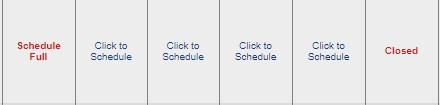 Schedule
Full
Click to
Schedule
Click to
Schedule
Click to
Schedule
Click to
Schedule
Closed